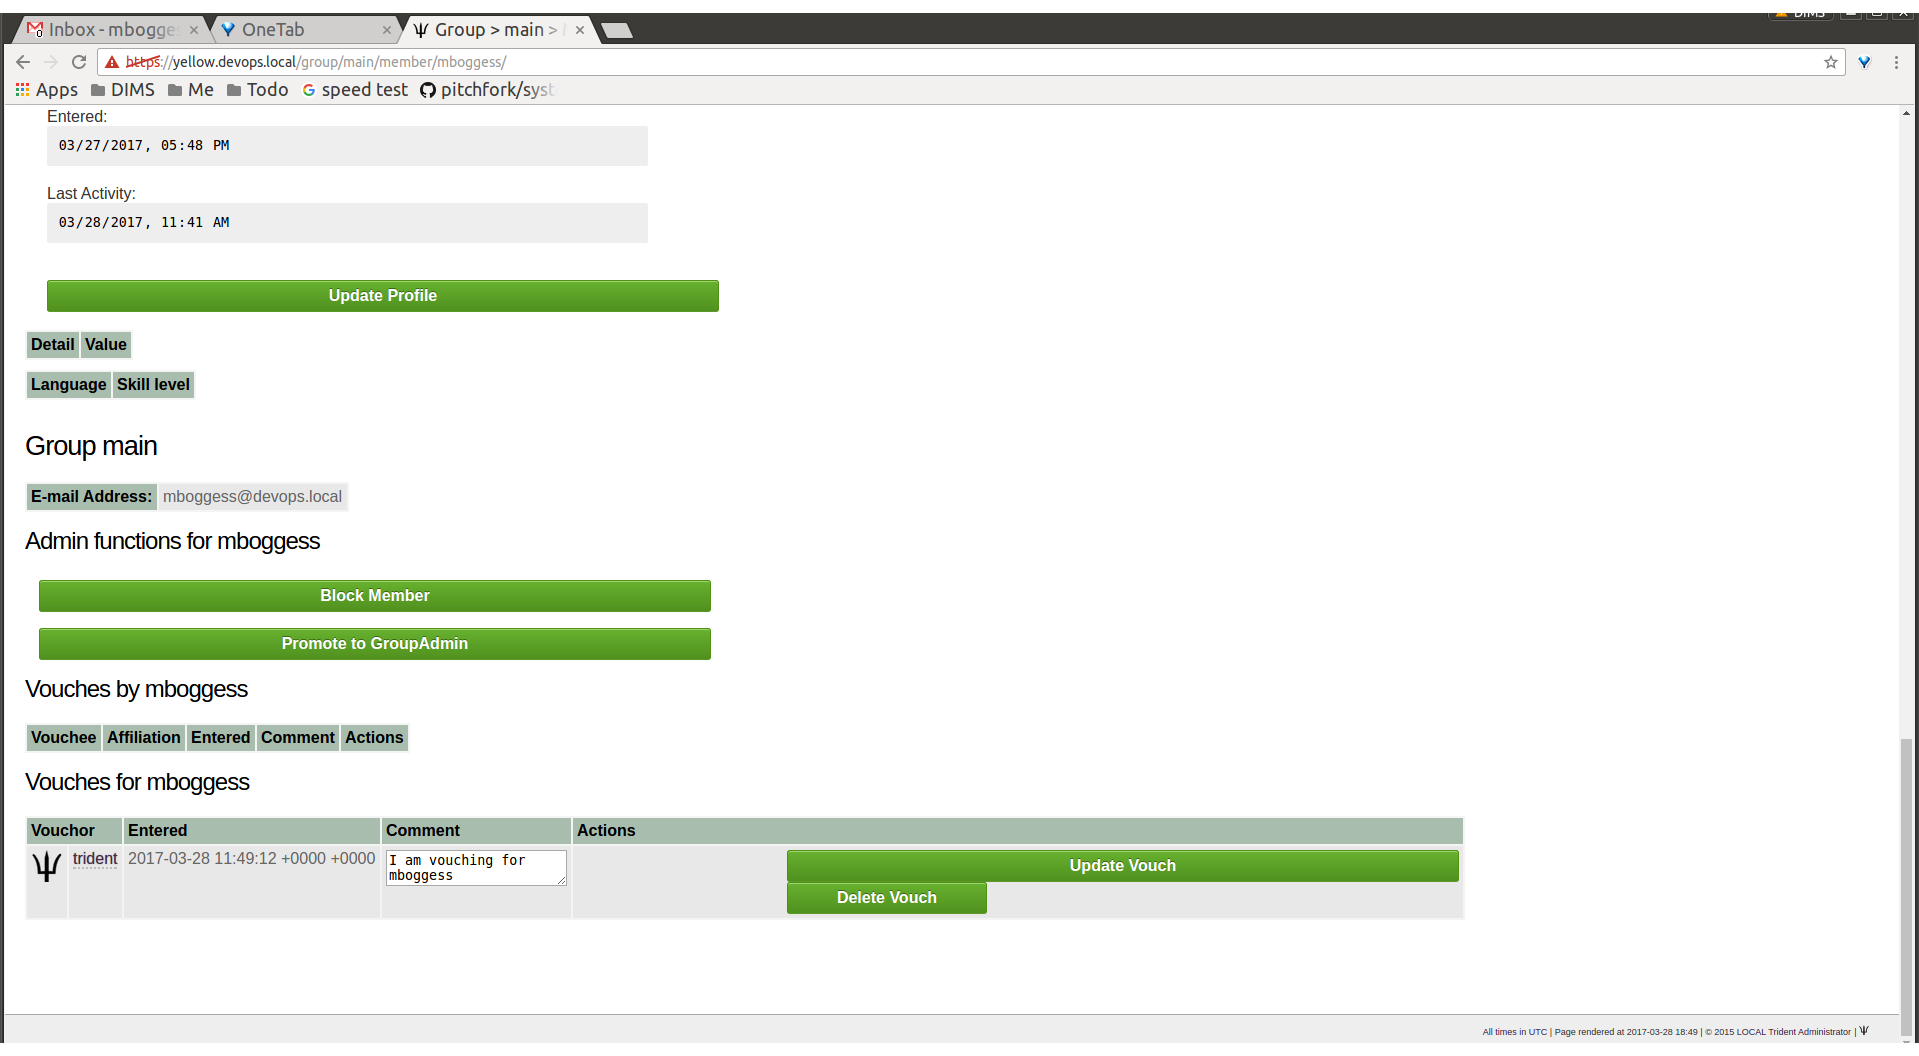 DIMS
Inbox - mbogge
OneTab
Group > main >
https://yellow.devops.local/group/main/member/mboggess/
Apps DIMS Me Todo speed test pitchfork/syst
Entered:
03/27/2017, 05:48 PM
Last Activity:
03/28/2017, 11:41 AM
Update Profile
Detail Value
Language Skill level
Group main
E-mail Address: mboggess@devops.local
Admin functions for mboggess
Block Member
Promote to GroupAdmin
Vouches by mboggess
Vouchee Affiliation Entered Comment Actions
Vouches for mboggess
Vouchor Entered Comment Actions
trident 2017-03-28 11:49:12 +0000 +0000 I am vouching for
mboggess
Update Vouch
Delete Vouch
All times in UTC | Page rendered at 2017-03-28 18:49 | © 2015 LOCAL Trident Administrator |